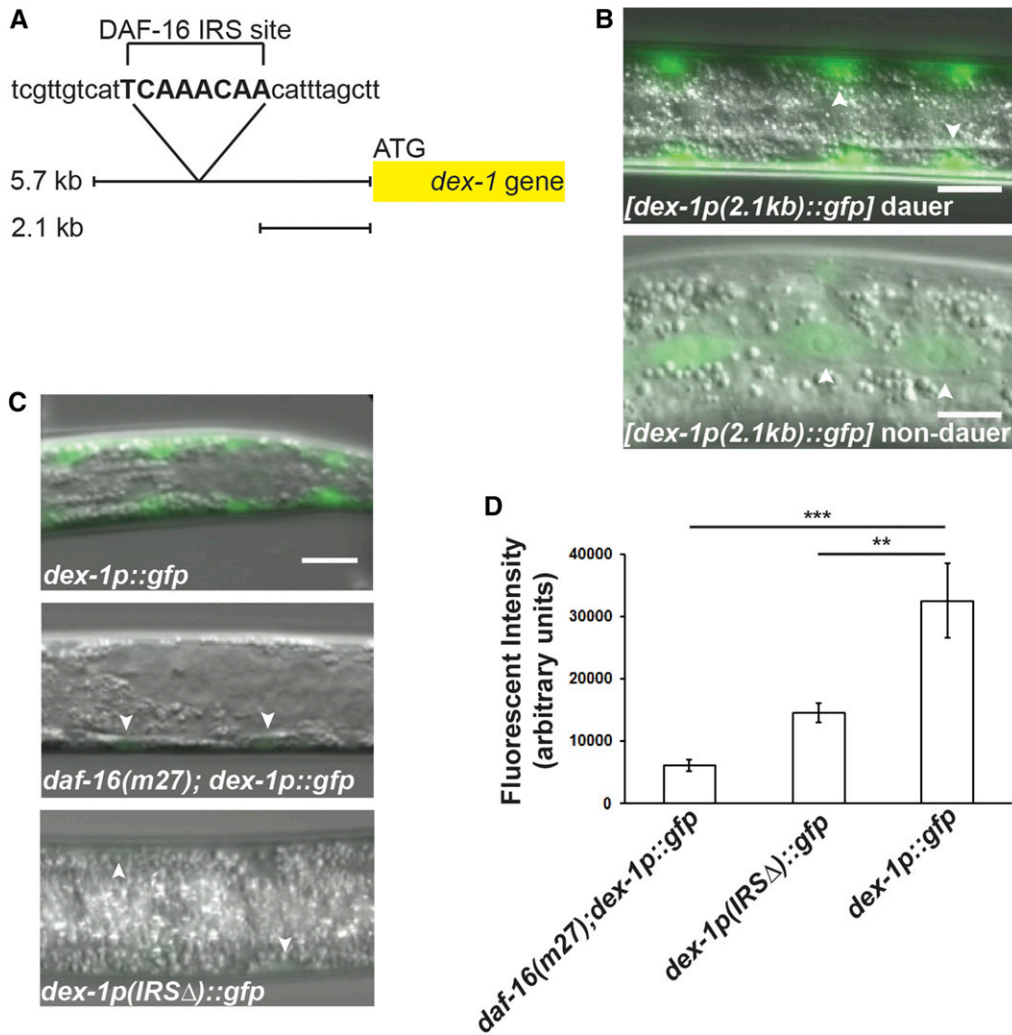 A
DAF-16 IRS site
tcgttgtcatTCAAACAAcatttagctt
ATG
5.7 kb
dex-1 gene
2.1 kb
B
[dex-1p(2.1kb)::gfp] dauer
[dex-1p(2.1kb)::gfp] non-dauer
C
dex-1p::gfp
daf-16(m27); dex-1p::gfp
dex-1p(IRSΔ)::gfp
D
***
**
Fluorescent Intensity
(arbitrary units)
40000
30000
20000
10000
0
daf-16(m27);dex-1p::gfp
dex-1p(IRSΔ)::gfp
dex-1p::gfp